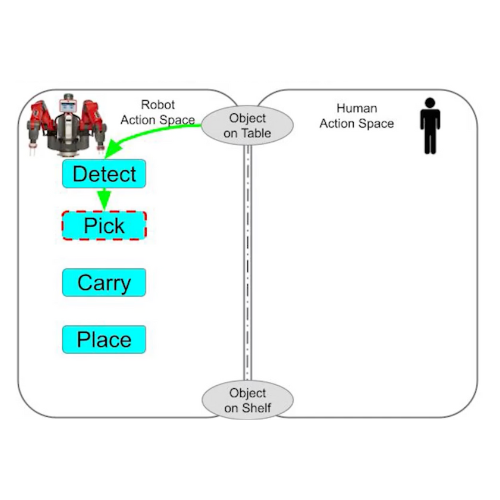 Robot
Action Space
Object
on Table
Human
Action Space
Detect
Pick
Carry
Place
Object
on Shelf